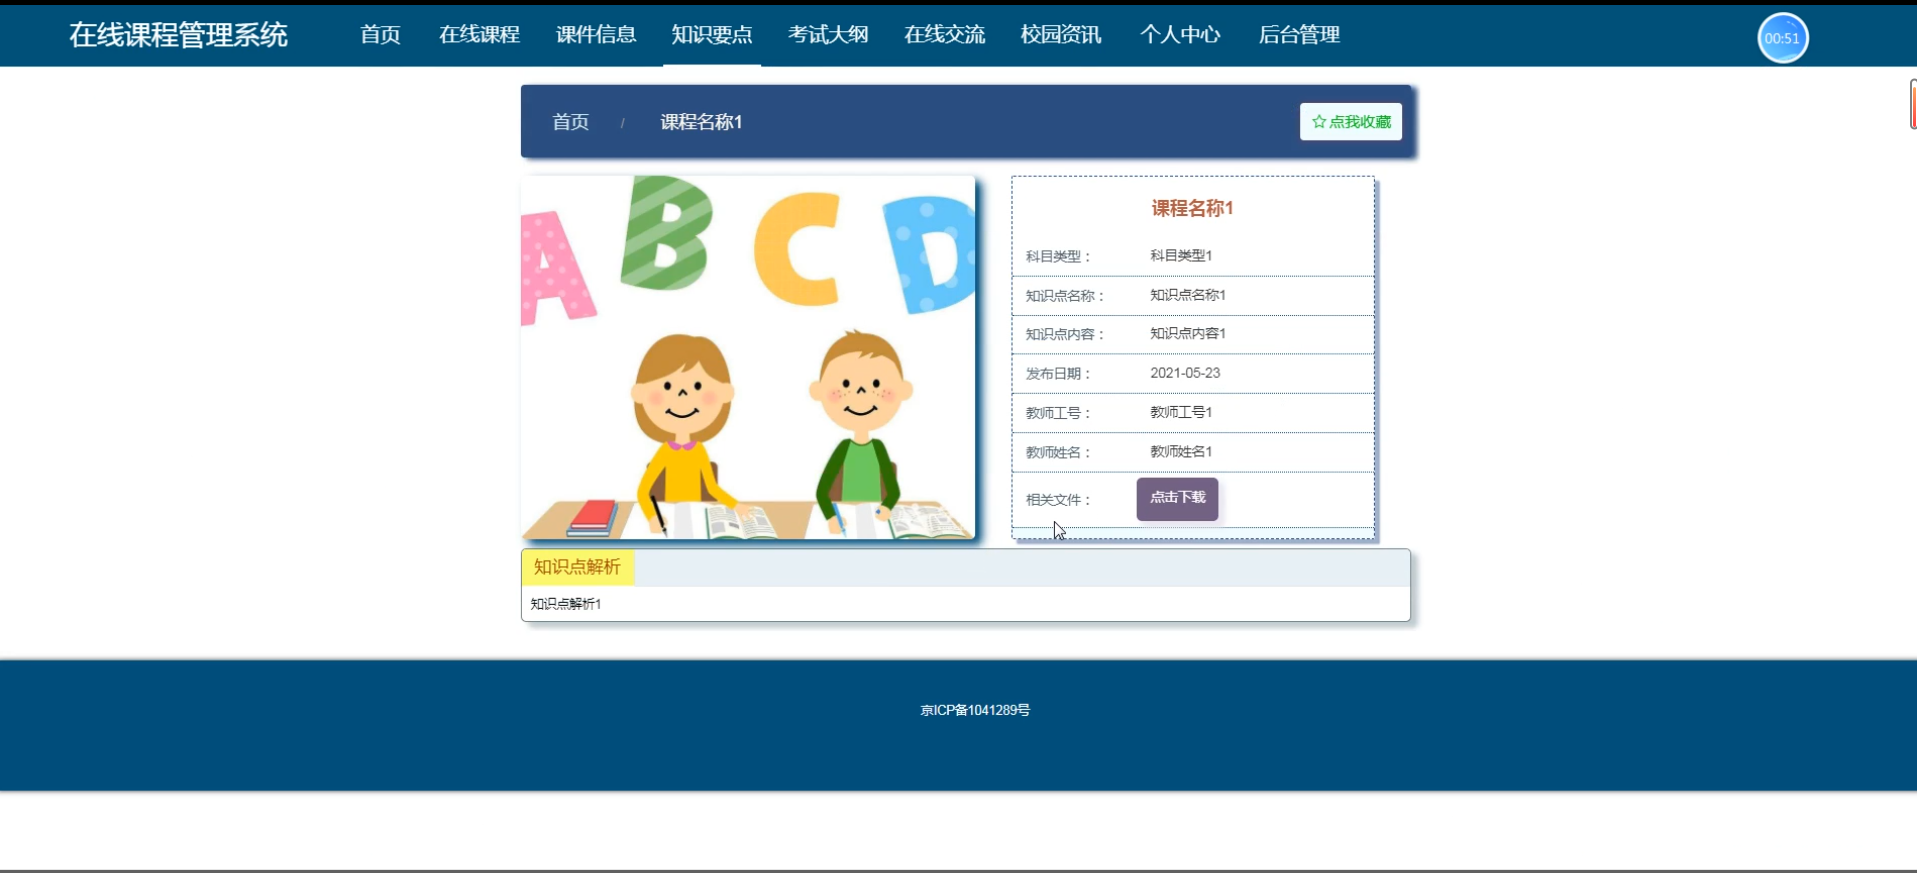 在线课程管理系统 首页 在线课程 课件信息 知识要点 考试大纲 在线交流 校园资讯 个人中心 后台管理 00:51
首页 / 课程名称1 ☆点我收藏
A B C D
课程名称1
科目类型： 科目类型1
知识点名称： 知识点名称1
知识点内容： 知识点内容1
发布日期： 2021-05-23
教师工号： 教师工号1
教师姓名： 教师姓名1
相关文件： 点击下载
知识点解析
知识点解析1
京ICP备1041289号